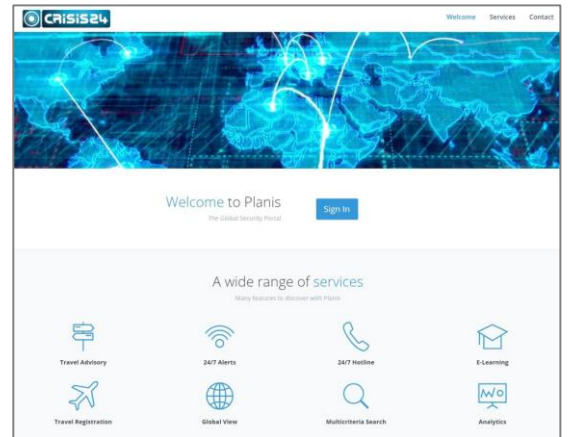 CRISIS24
Welcome Services Contact
Welcome to Planis
The Global Security Portal
Sign In
A wide range of services
Many features to discover with Planis
Travel Advisory 24/7 Alerts 24/7 Hotline E-Learning
Travel Registration Global View Multicriteria Search Analytics